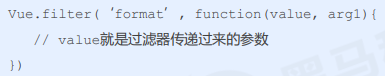 Vue.filter(‘format’, function(value, arg1){
// value就是过滤器传递过来的参数
})